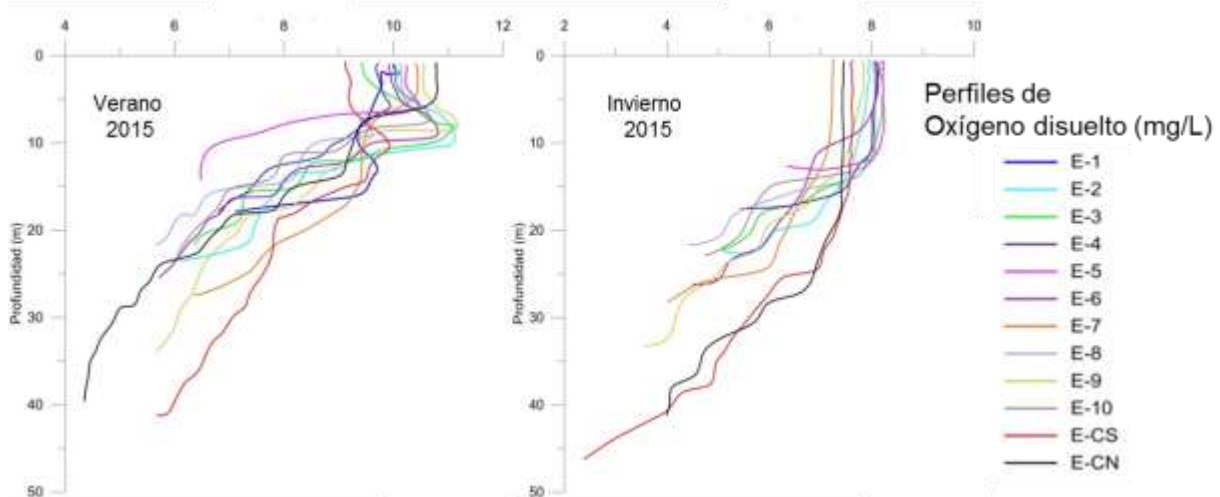 4 6 8 10 12
2 4 6 8 10
0
10
20
30
40
50
Profundidad (m)
Verano
2015
0
10
20
30
40
50
Profundidad (m)
Invierno
2015
Perfiles de
Oxígeno disuelto (mg/L)
E-1
E-2
E-3
E-4
E-5
E-6
E-7
E-8
E-9
E-10
E-CS
E-CN